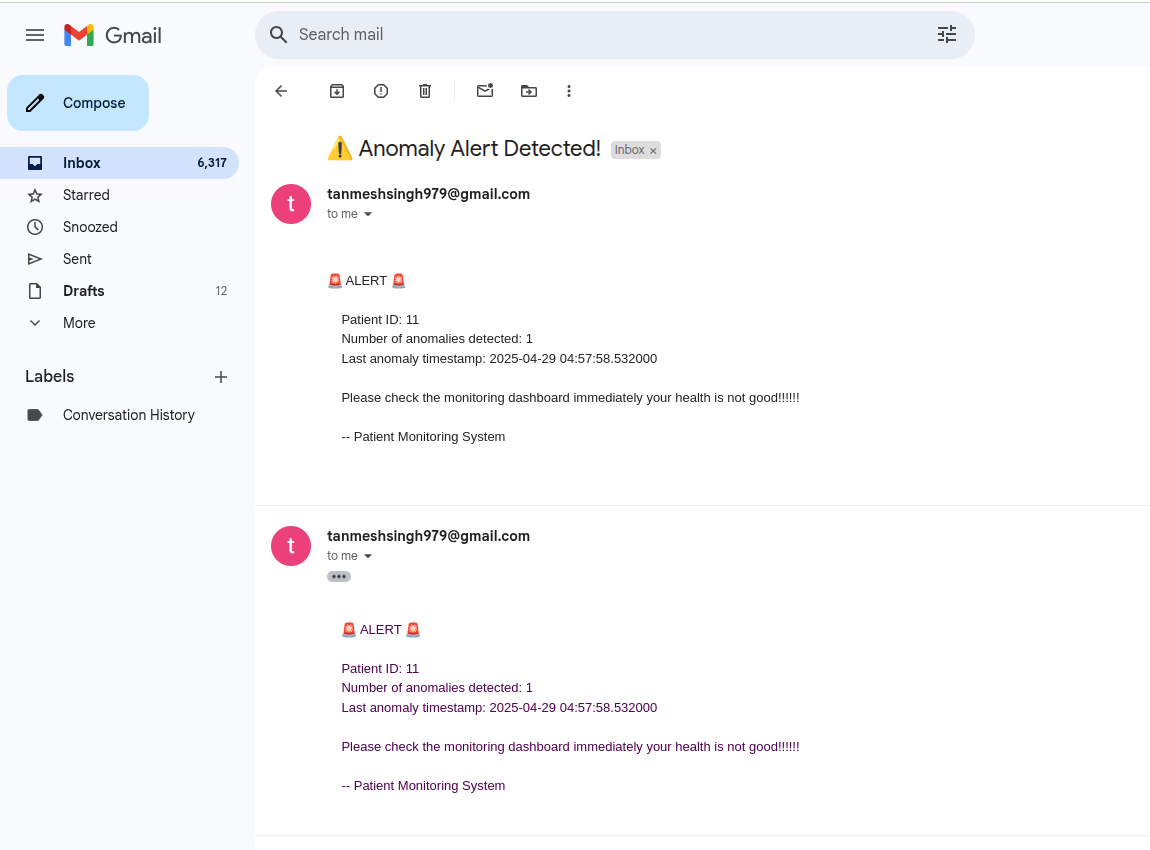 Gmail
Search mail
Compose
Inbox 6,317
Starred
Snoozed
Sent
Drafts 12
More
Labels
Conversation History
⚠️ Anomaly Alert Detected! Inbox ×
t
tanmeshsingh979@gmail.com
to me
🚨 ALERT 🚨
Patient ID: 11
Number of anomalies detected: 1
Last anomaly timestamp: 2025-04-29 04:57:58.532000
Please check the monitoring dashboard immediately your health is not good!!!!!!
-- Patient Monitoring System
t
tanmeshsingh979@gmail.com
to me
•••
🚨 ALERT 🚨
Patient ID: 11
Number of anomalies detected: 1
Last anomaly timestamp: 2025-04-29 04:57:58.532000
Please check the monitoring dashboard immediately your health is not good!!!!!!
-- Patient Monitoring System